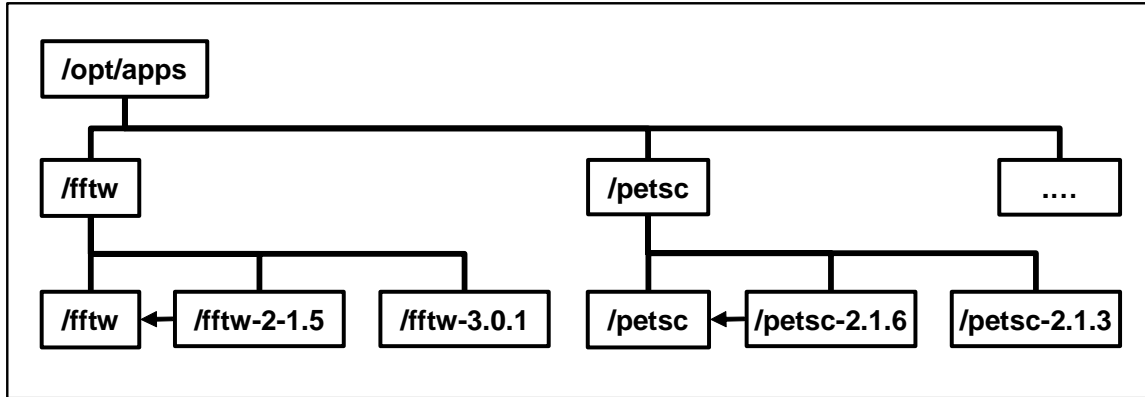 /opt/apps
/fftw
/petsc
....
/fftw
/fftw-2-1.5
/fftw-3.0.1
/petsc
/petsc-2.1.6
/petsc-2.1.3